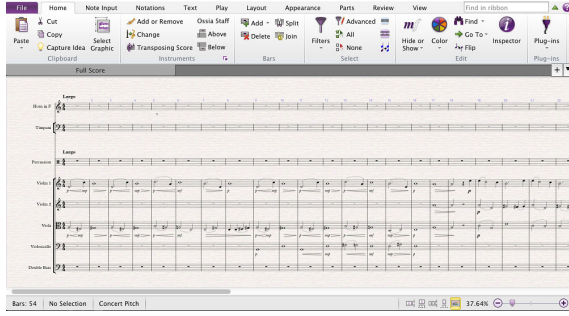 File Home Note Input Notations Text Play Layout Appearance Parts Review View Find in ribbon
Paste Cut Copy Capture Idea Select Graphic
Clipboard
Add or Remove Change Transposing Score Ossia Staff Above Below
Instruments
Add Delete Split Join
Bars
Filters Advanced All None
Select
Hide or Show Color Find Go To Flip Inspector
Edit
Plug-ins
Plug-ins
Full Score
Largo
Horn in F
Timpani
Largo
Percussion
Violin 1
Violin 2
Viola
Violoncello
Double Bass
Bars: 54 No Selection Concert Pitch 37.64%